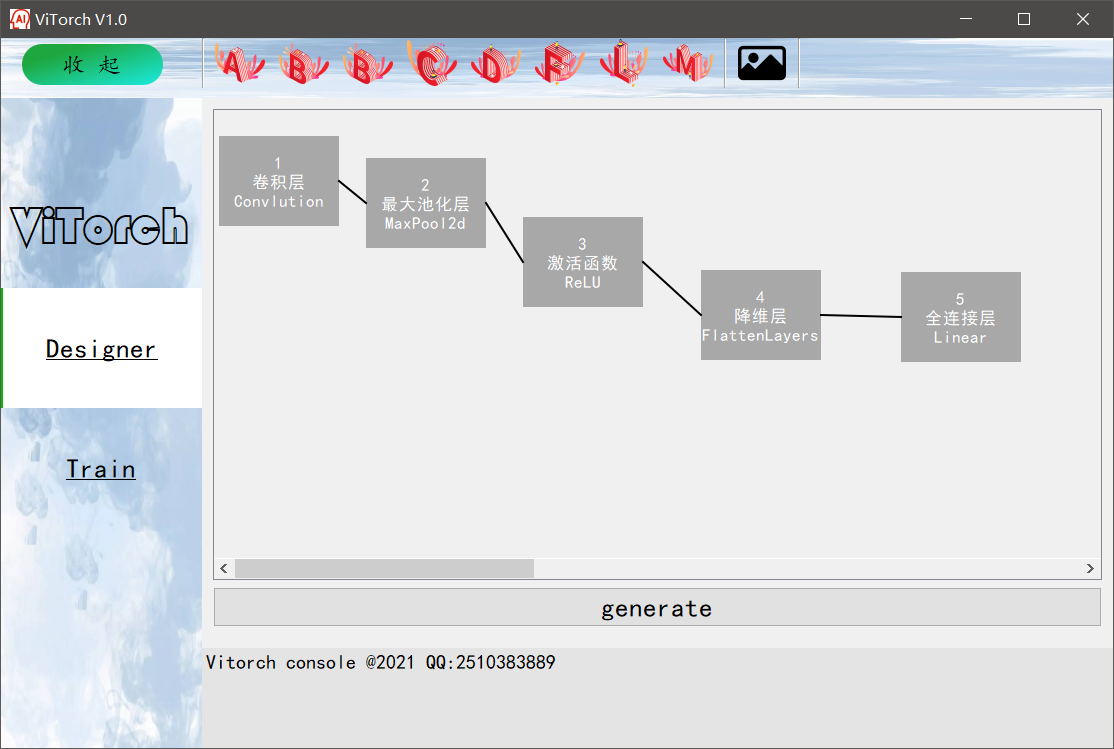 AI ViTorch V1.0
收 起
A B B C D F L M
ViTorch
Designer
Train
1
卷积层
Convlution
2
最大池化层
MaxPool2d
3
激活函数
ReLU
4
降维层
FlattenLayers
5
全连接层
Linear
generate
Vitorch console @2021 QQ:2510383889